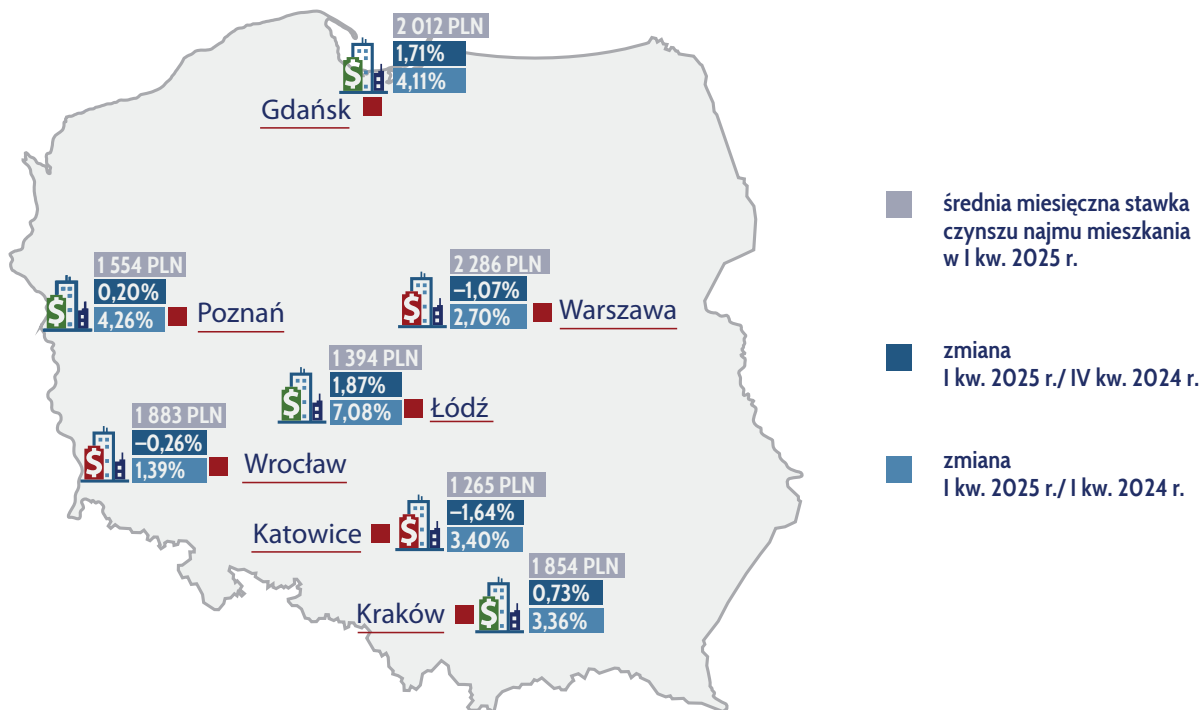 2 012 PLN
1,71%
4,11%
Gdańsk
1 554 PLN
0,20%
4,26%
Poznań
2 286 PLN
–1,07%
2,70%
Warszawa
1 394 PLN
1,87%
7,08%
Łódź
1 883 PLN
–0,26%
1,39%
Wrocław
1 265 PLN
–1,64%
3,40%
Katowice
1 854 PLN
0,73%
3,36%
Kraków
średnia miesięczna stawka
czynszu najmu mieszkania
w I kw. 2025 r.
zmiana
I kw. 2025 r./ IV kw. 2024 r.
zmiana
I kw. 2025 r./ I kw. 2024 r.